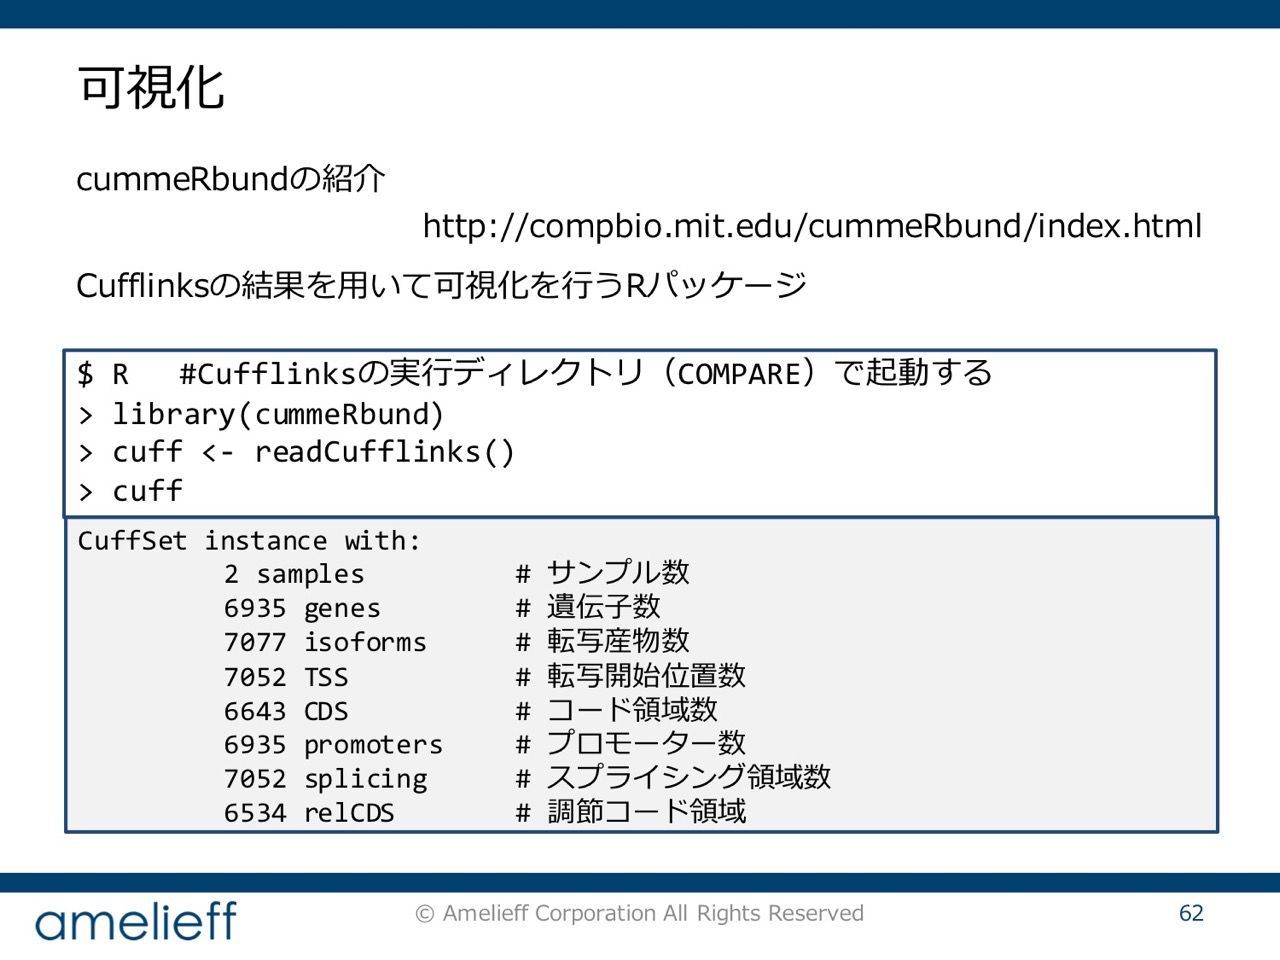 可視化
cummeRbundの紹介
http://compbio.mit.edu/cummeRbund/index.html
Cufflinksの結果を用いて可視化を行うRパッケージ
$ R #Cufflinksの実行ディレクトリ（COMPARE）で起動する
> library(cummeRbund)
> cuff <- readCufflinks()
> cuff
CuffSet instance with:
2 samples # サンプル数
6935 genes # 遺伝子数
7077 isoforms # 転写産物数
7052 TSS # 転写開始位置数
6643 CDS # コード領域数
6935 promoters # プロモーター数
7052 splicing # スプライシング領域数
6534 relCDS # 調節コード領域
amelieff
© Amelieff Corporation All Rights Reserved
62